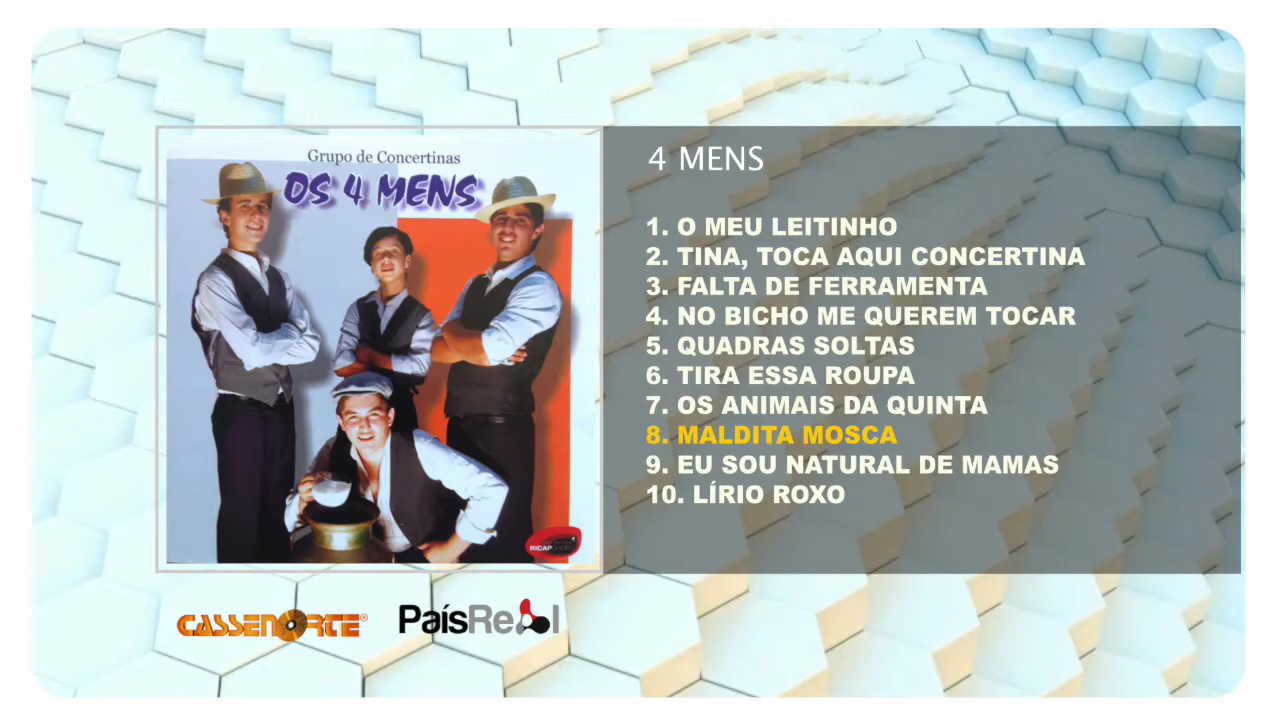 Grupo de Concertinas
OS 4 MENS
4 MENS
1. O MEU LEITINHO
2. TINA, TOCA AQUI CONCERTINA
3. FALTA DE FERRAMENTA
4. NO BICHO ME QUEREM TOCAR
5. QUADRAS SOLTAS
6. TIRA ESSA ROUPA
7. OS ANIMAIS DA QUINTA
8. MALDITA MOSCA
9. EU SOU NATURAL DE MAMAS
10. LÍRIO ROXO
CASSENORTE
PaísReal